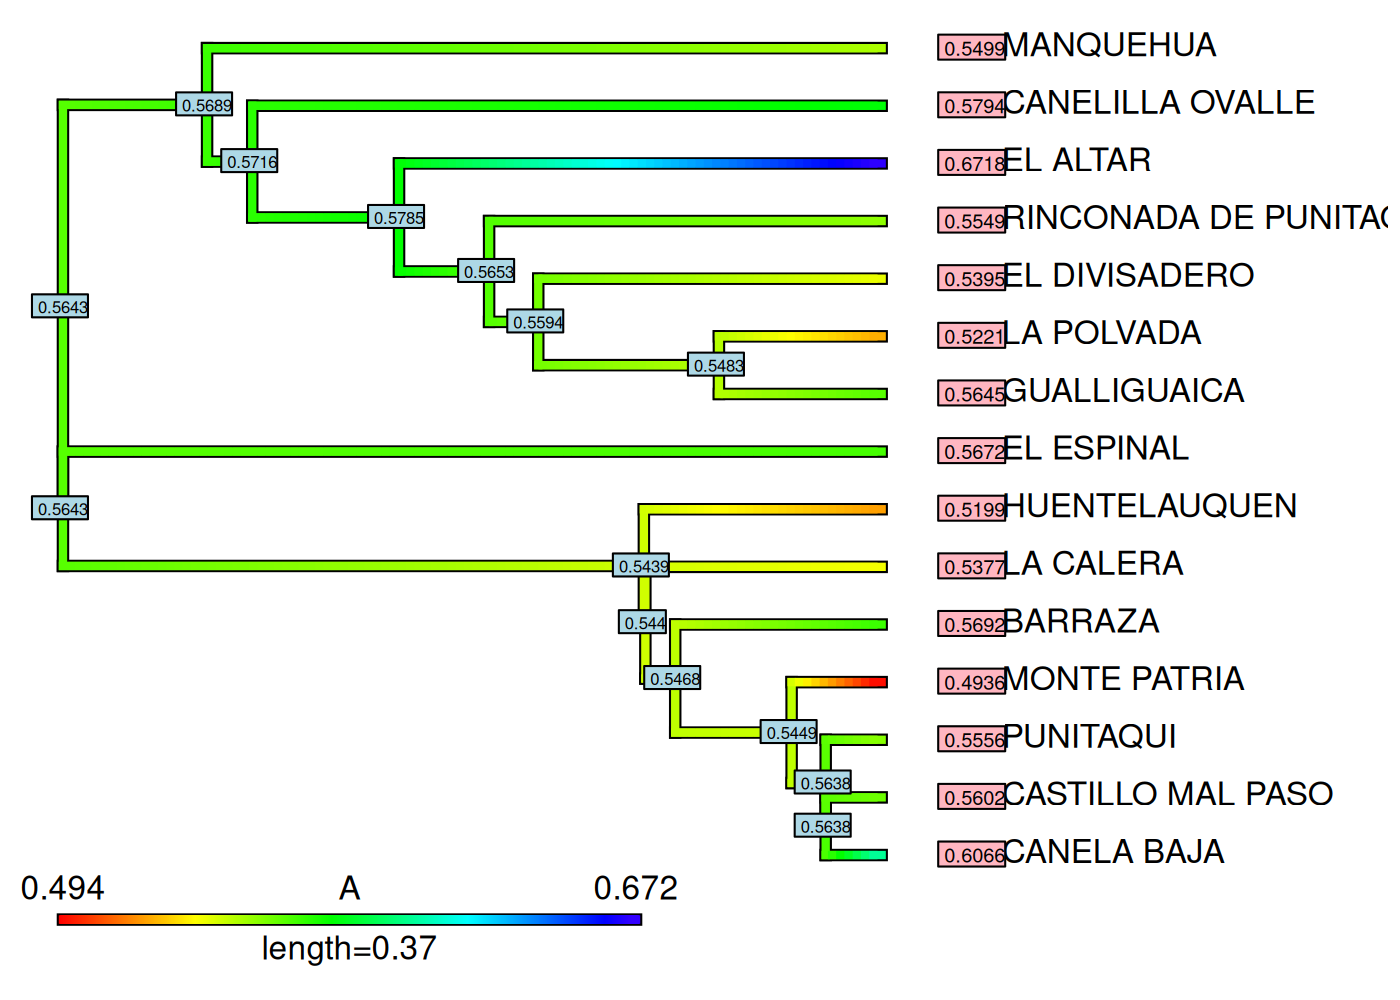 0.5499 MANQUEHUA
0.5689
0.5794 CANELILLA OVALLE
0.5716
0.6718 EL ALTAR
0.5785
0.5549 RINCONADA DE PUNITAQ
0.5653
0.5395 EL DIVISADERO
0.5643
0.5594
0.5221 LA POLVADA
0.5483
0.5645 GUALLIGUAICA
0.5672 EL ESPINAL
0.5643
0.5199 HUENTELAUQUEN
0.5439
0.5377 LA CALERA
0.544
0.5692 BARRAZA
0.5468
0.4936 MONTE PATRIA
0.5449
0.5556 PUNITAQUI
0.5638
0.5602 CASTILLO MAL PASO
0.5638
0.6066 CANELA BAJA
0.494 A 0.672
length=0.37